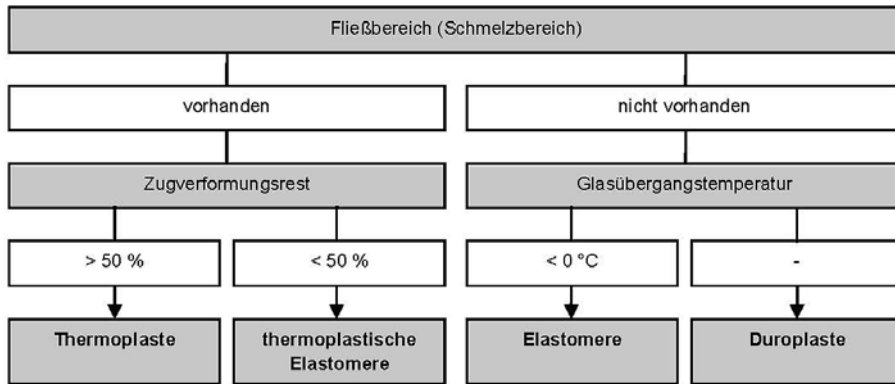 Fließbereich (Schmelzbereich)
vorhanden
nicht vorhanden
Zugverformungsrest
Glasübergangstemperatur
> 50 %
< 50 %
< 0 °C
-
Thermoplaste
thermoplastische
Elastomere
Elastomere
Duroplaste